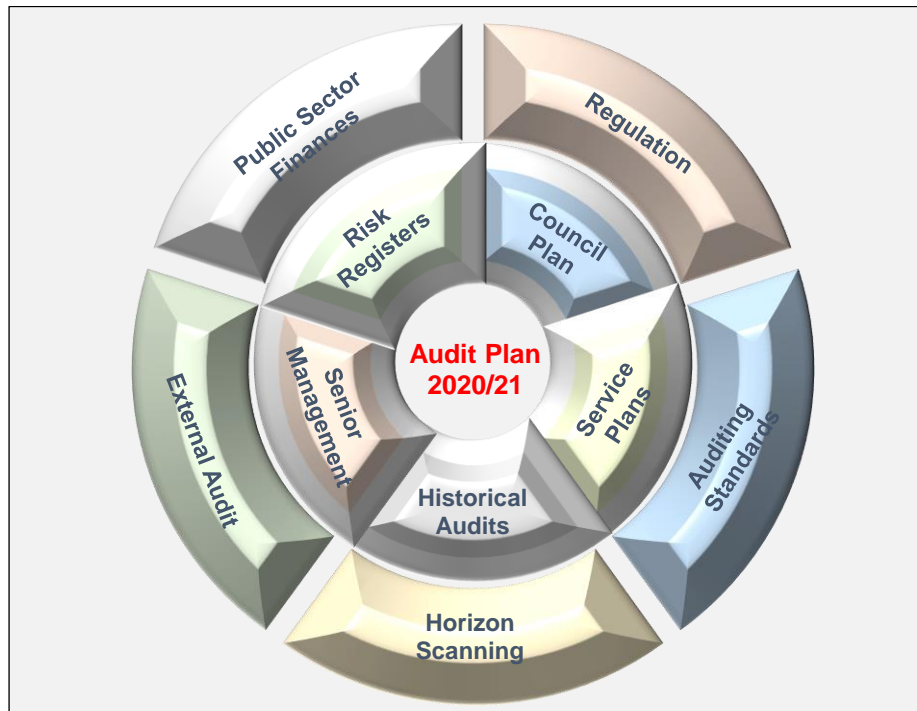 Public Sector
Finances
Regulation
Risk
Registers
Council
Plan
Audit Plan
2020/21
External Audit
Senior
Management
Service
Plans
Auditing
Standards
Historical
Audits
Horizon
Scanning